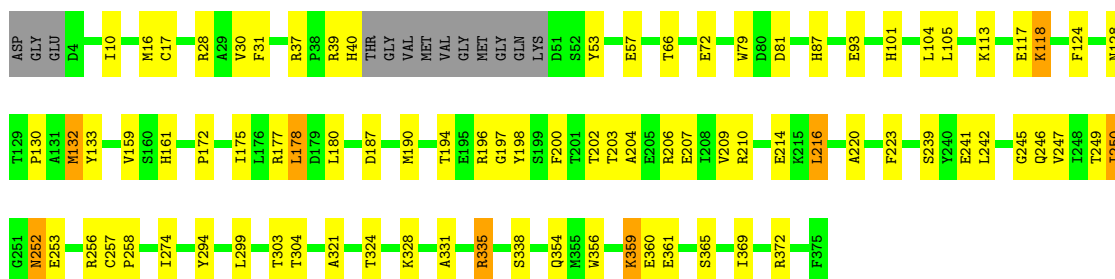 ASP GLY GLU D4 I10 M16 C17 R28 A29 V30 F31 R37 P38 R39 H40 THR GLY VAL MET VAL GLY MET GLY GLN LYS D51 S52 Y53 E57 T66 E72 W79 D80 D81 H87 E93 H101 L104 L105 K113 E117 K118 F124 N128
T129 P130 A131 M132 Y133 V159 S160 H161 P172 I175 L176 R177 L178 D179 L180 D187 M190 T194 E195 R196 G197 Y198 S199 F200 T201 T202 T203 A204 E205 R206 E207 I208 V209 R210 E214 K215 L216 A220 F223 S239 Y240 E241 L242 G245 Q246 V247 I248 T249 I250
G251 N252 E253 R256 C257 P258 I274 Y294 L299 T303 T304 A321 T324 K328 A331 R335 S338 Q354 M355 W356 K359 E360 E361 S365 I369 R372 F375